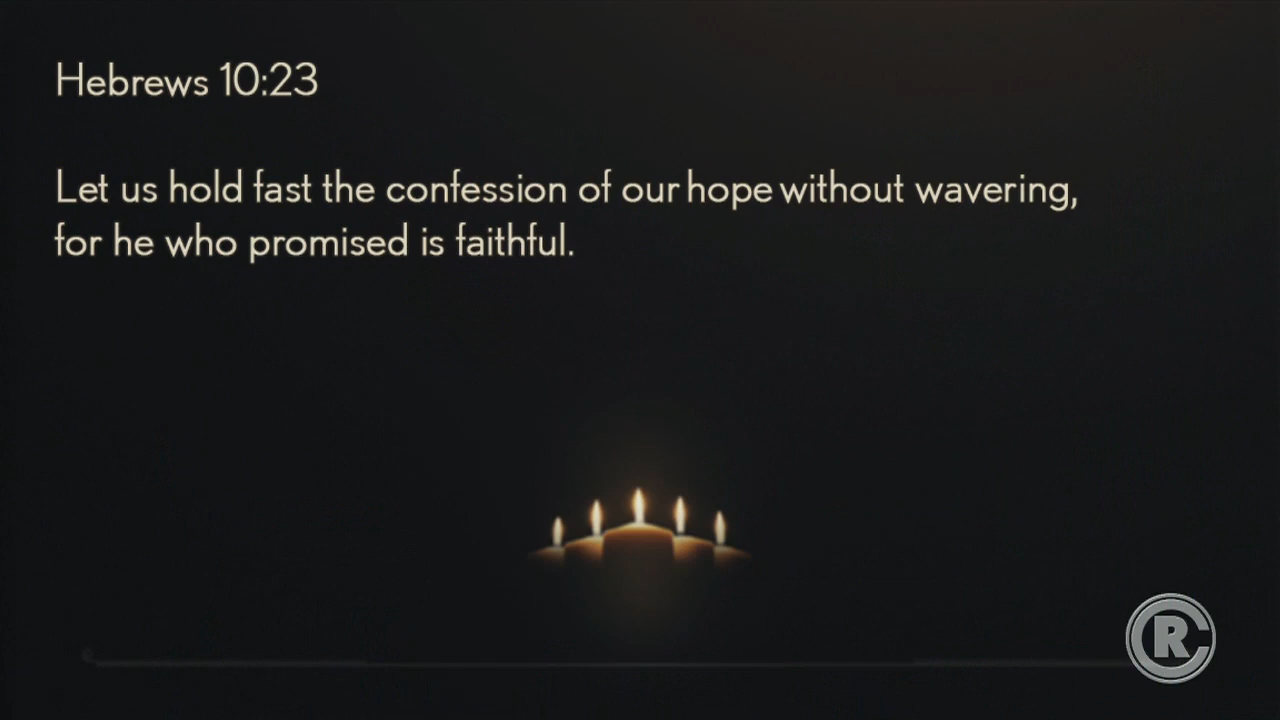 Hebrews 10:23
Let us hold fast the confession of our hope without wavering,
for he who promised is faithful.
CR